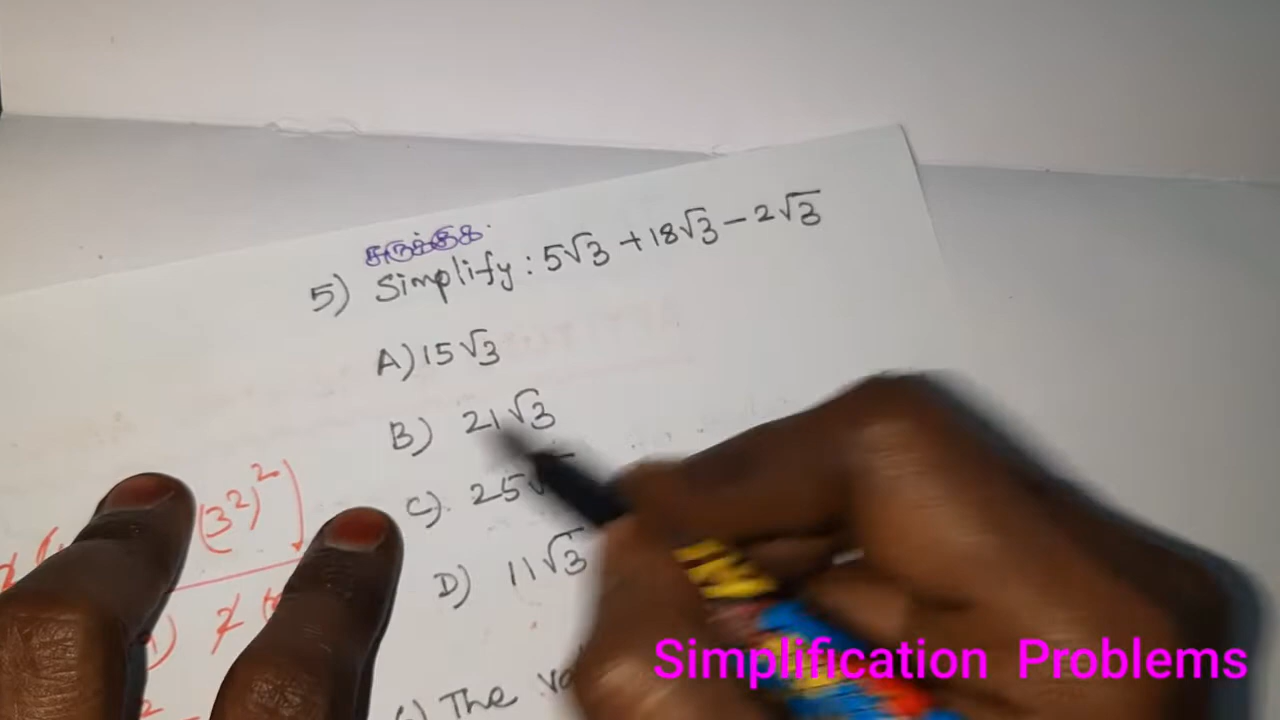 சுருக்குக.
5) Simplify : 5√3 + 18√3 − 2√3
A) 15√3
B) 21√3
C). 25√
D) 11√3
(3²)²)
6) The
Simplification Problems